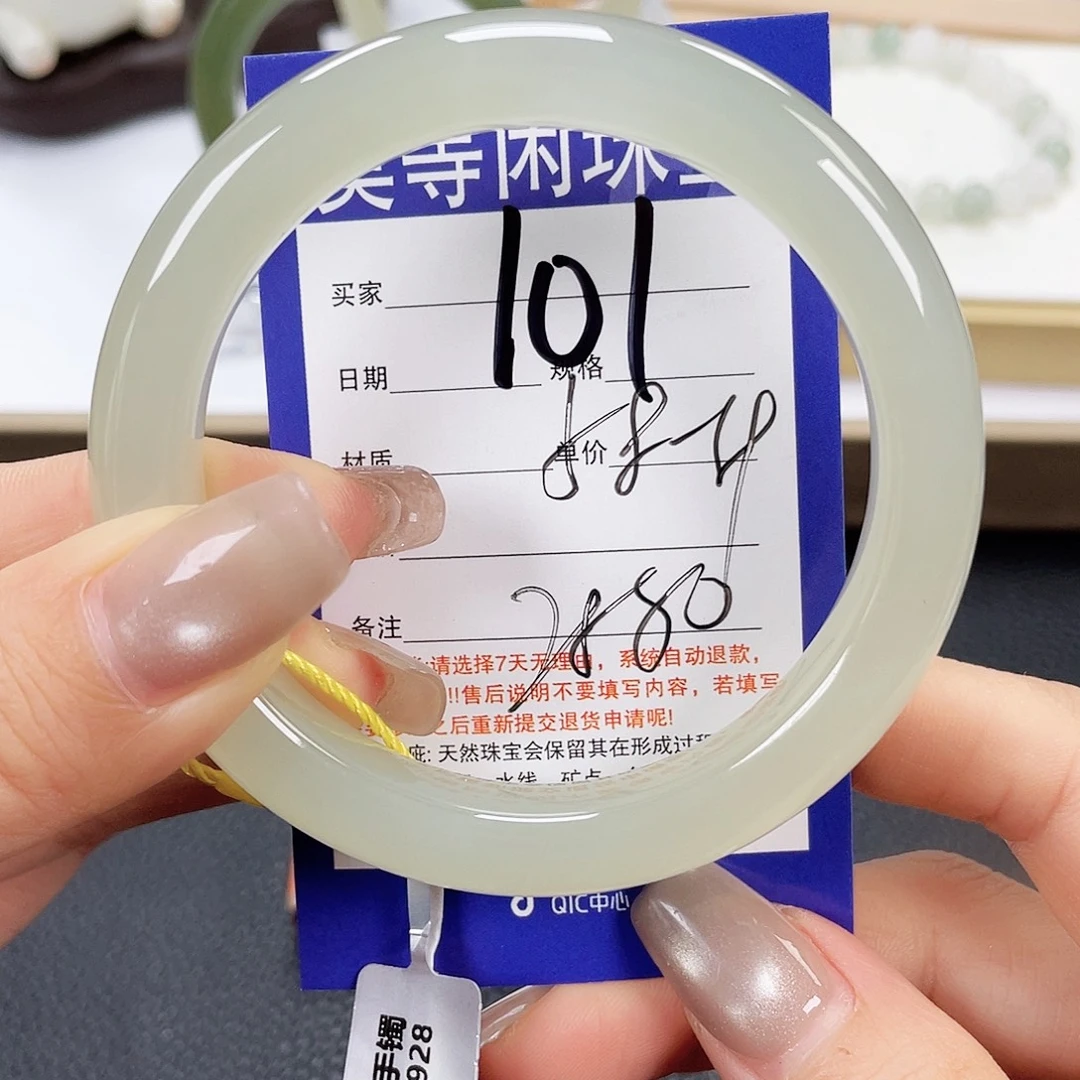 莫等闲珠宝
101
买家
日期 规格
材质 单价
2880
备注
请选择7天无理由，系统自动退款，
!!售后说明不要填写内容，若填写
之后重新提交退货申请呢!
疵: 天然珠宝会保留其在形成过程
水线、矿点、
QIC中心
手镯
928